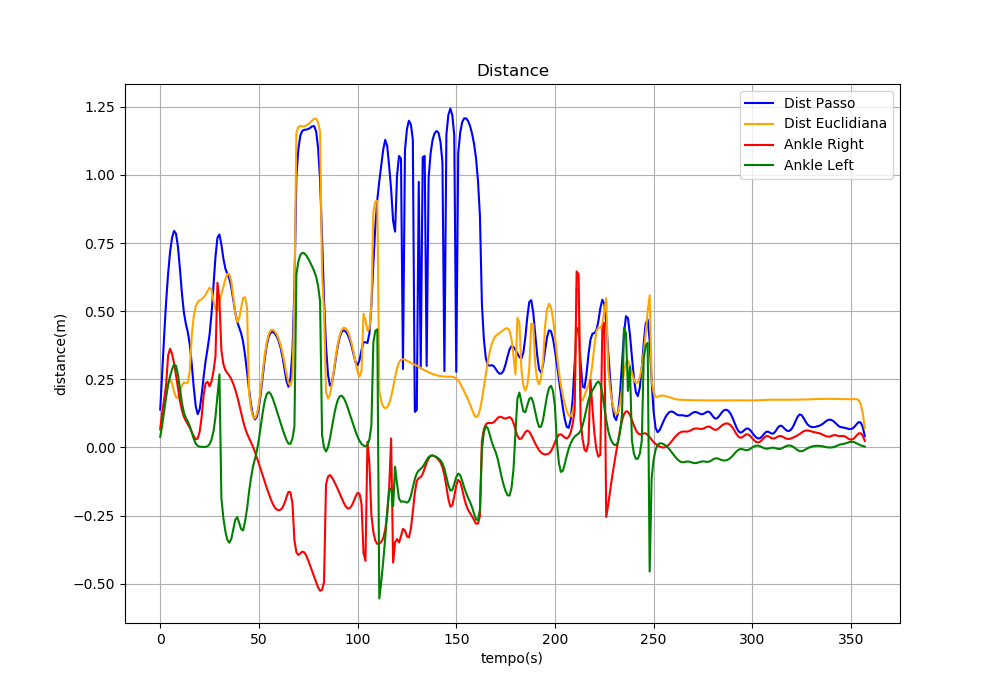 Distance
Dist Passo
Dist Euclidiana
Ankle Right
Ankle Left
distance(m)
1.25
1.00
0.75
0.50
0.25
0.00
−0.25
−0.50
0 50 100 150 200 250 300 350
tempo(s)